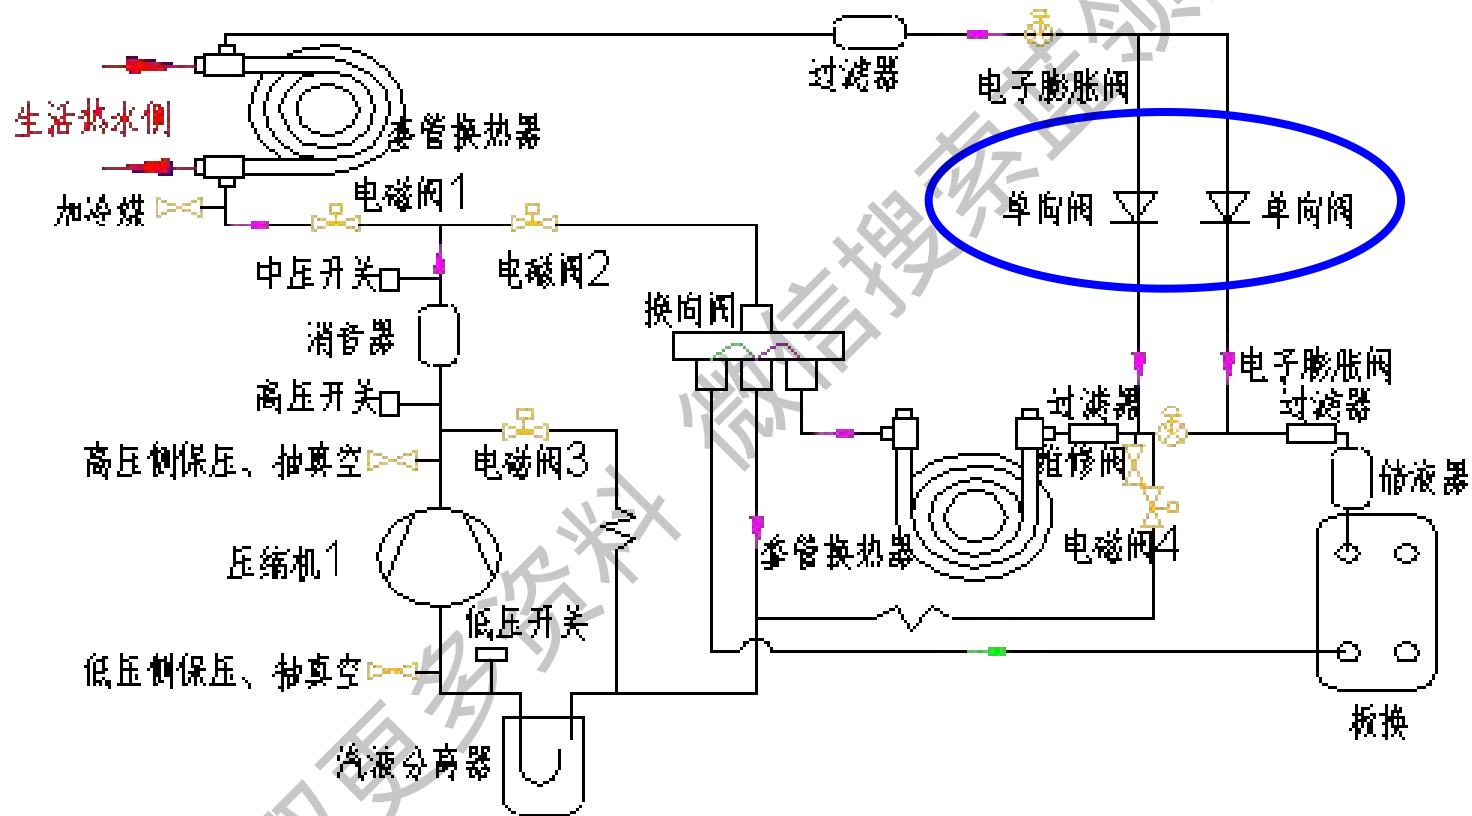 过滤器
电子膨胀阀
生活热水侧
套管换热器
加冷媒
电磁阀1
单向阀
单向阀
中压开关
电磁阀2
换向阀
消音器
高压开关
电子膨胀阀
过滤器
过滤器
高压侧保压、抽真空
电磁阀3
维修阀
储液器
压缩机1
套管换热器
电磁阀4
低压开关
低压侧保压、抽真空
板换
汽液分离器
更多资料 微信搜索蓝领